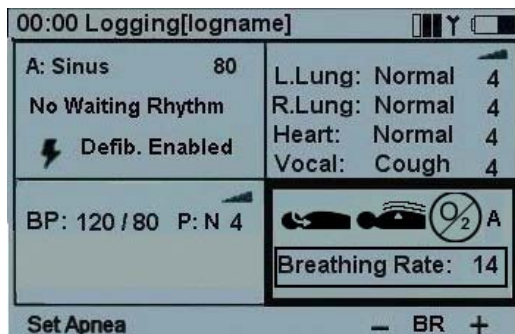 00:00 Logging[logname]
A: Sinus 80
No Waiting Rhythm
Defib. Enabled
L.Lung: Normal 4
R.Lung: Normal 4
Heart: Normal 4
Vocal: Cough 4
BP: 120 / 80 P: N 4
O2 A
Breathing Rate: 14
Set Apnea – BR +